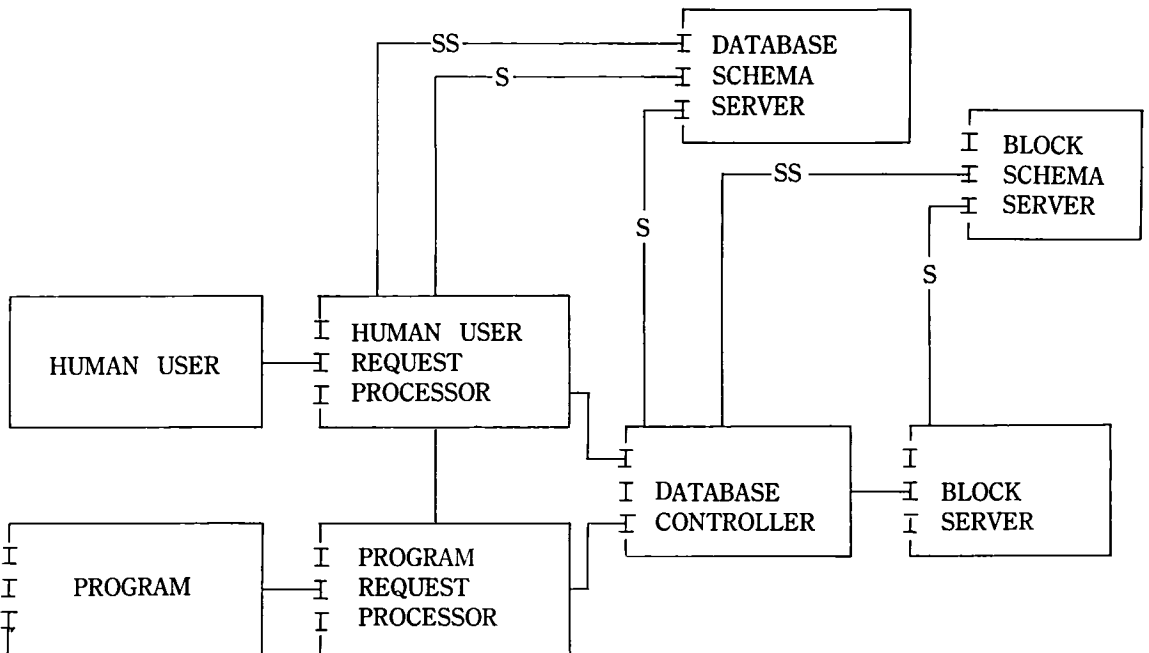 SS
S
DATABASE
SCHEMA
SERVER
BLOCK
SCHEMA
SERVER
SS
S
S
HUMAN USER
HUMAN USER
REQUEST
PROCESSOR
DATABASE
CONTROLLER
BLOCK
SERVER
PROGRAM
PROGRAM
REQUEST
PROCESSOR